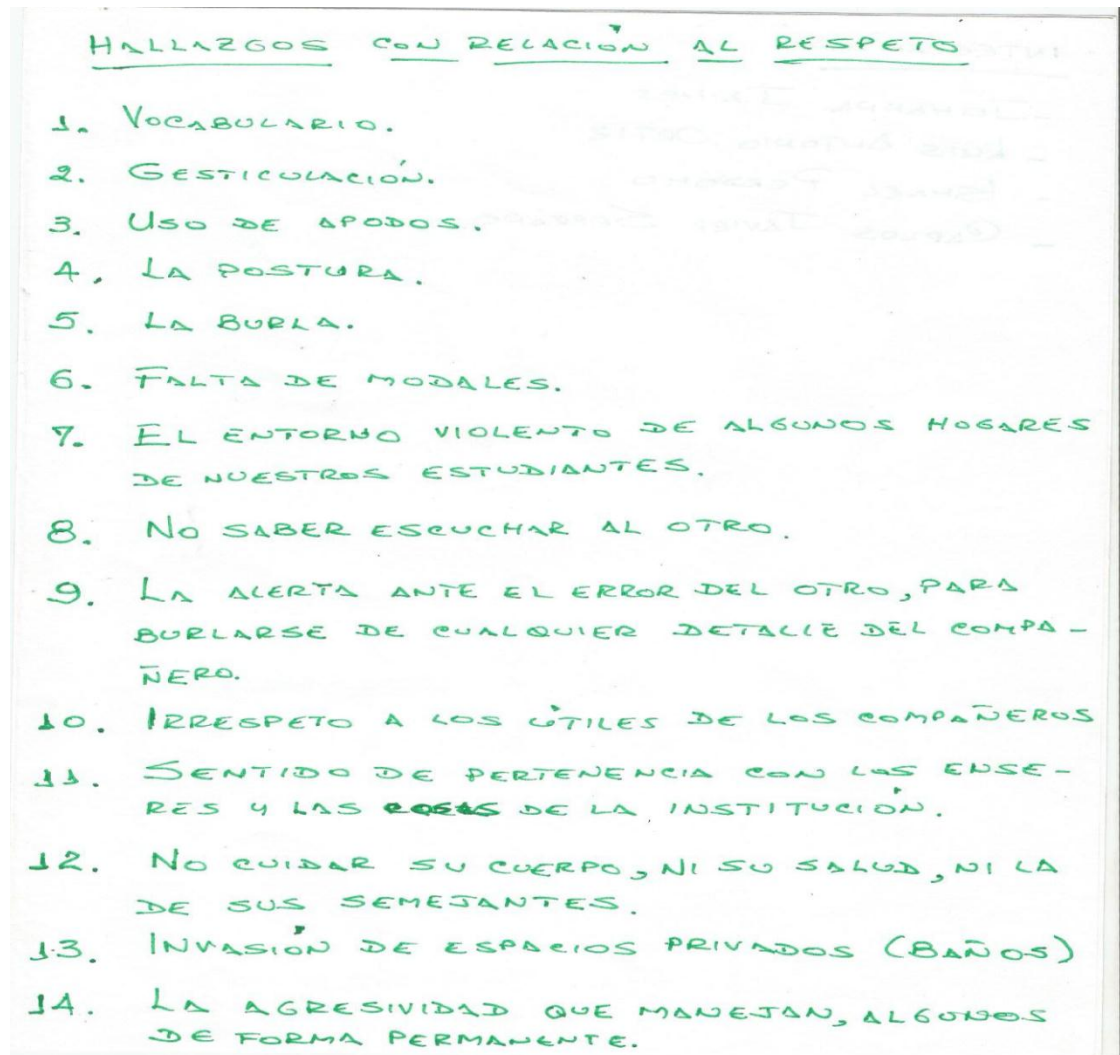 HALLAZGOS CON RELACIÓN AL RESPETO
1. VOCABULARIO.
2. GESTICULACIÓN.
3. USO DE APODOS.
4. LA POSTURA.
5. LA BURLA.
6. FALTA DE MODALES.
7. EL ENTORNO VIOLENTO DE ALGUNOS HOGARES
DE NUESTROS ESTUDIANTES.
8. NO SABER ESCUCHAR AL OTRO.
9. LA ALERTA ANTE EL ERROR DEL OTRO, PARA
BURLARSE DE CUALQUIER DETALLE DEL COMPA-
ÑERO.
10. IRRESPETO A LOS ÚTILES DE LOS COMPAÑEROS
11. SENTIDO DE PERTENENCIA CON LOS ENSE-
RES Y LAS COSAS DE LA INSTITUCIÓN.
12. NO CUIDAR SU CUERPO, NI SU SALUD, NI LA
DE SUS SEMEJANTES.
13. INVASIÓN DE ESPACIOS PRIVADOS (BAÑOS)
14. LA AGRESIVIDAD QUE MANEJAN, ALGUNOS
DE FORMA PERMANENTE.